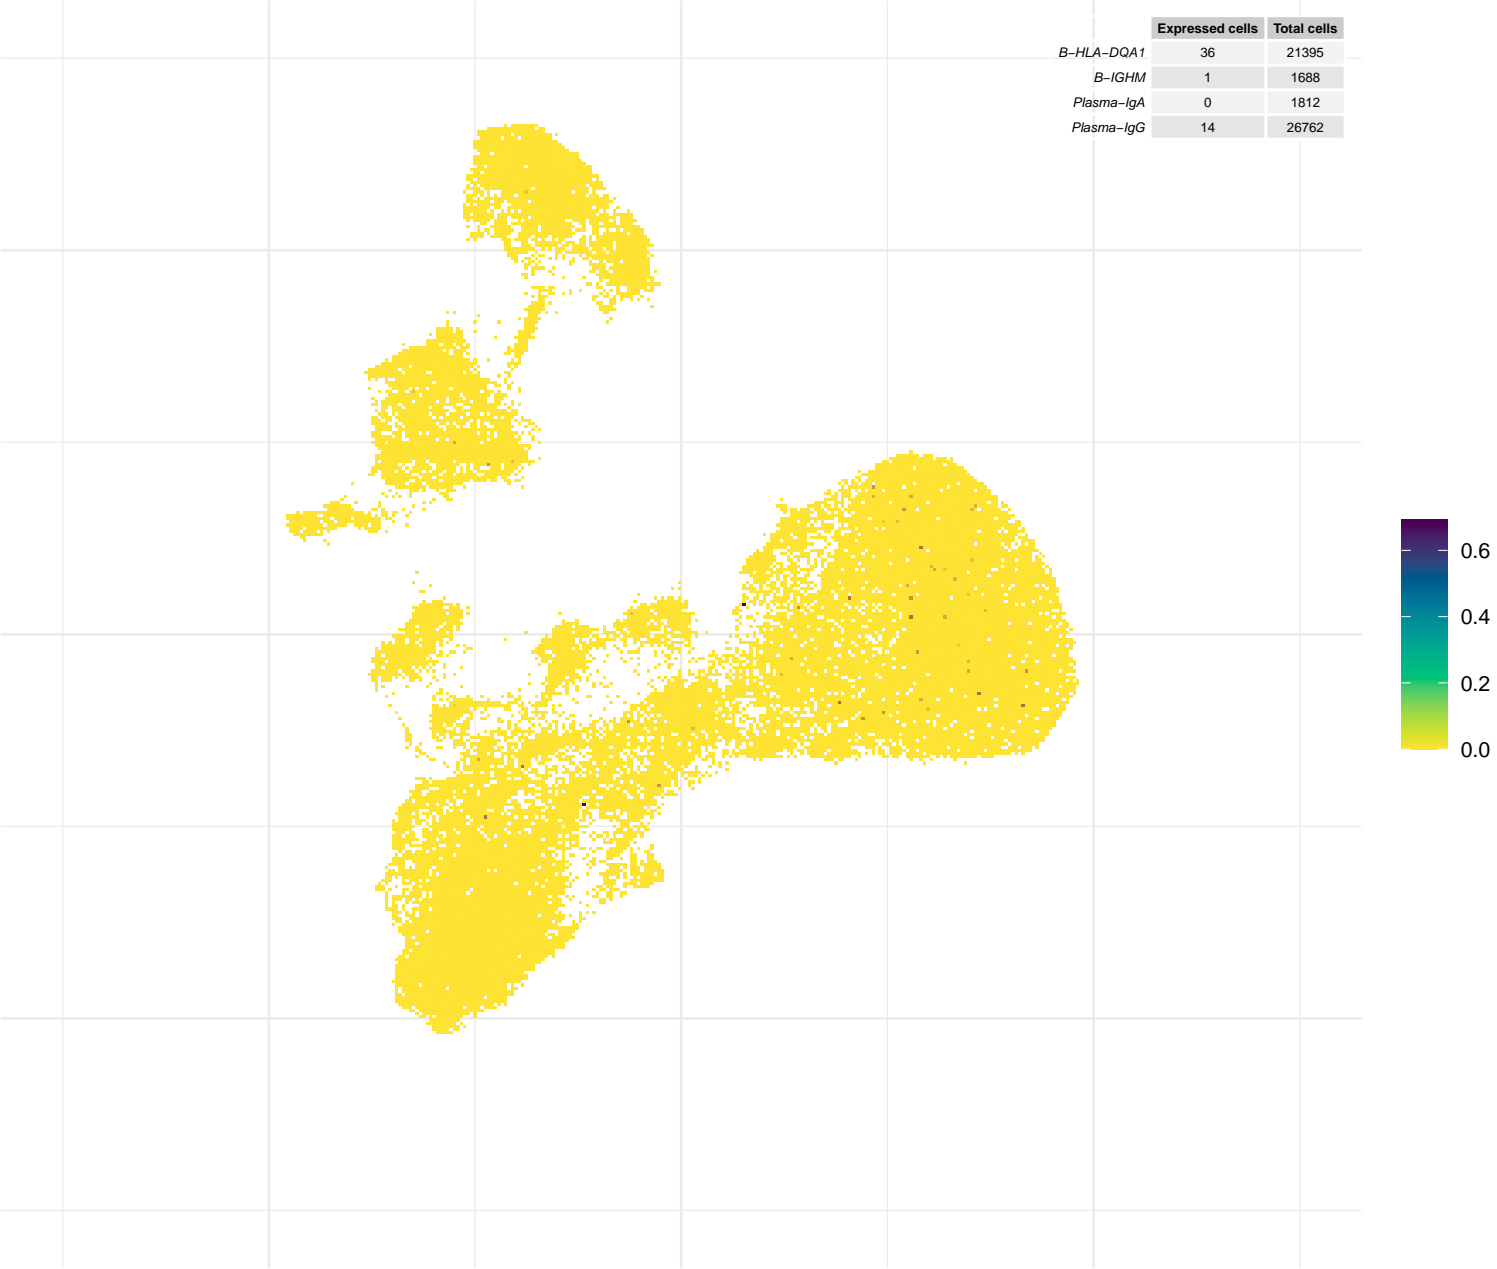 Expressed cells Total cells
B−HLA−DQA1 36 21395
B−IGHM 1 1688
Plasma−IgA 0 1812
Plasma−IgG 14 26762
0.6
0.4
0.2
0.0